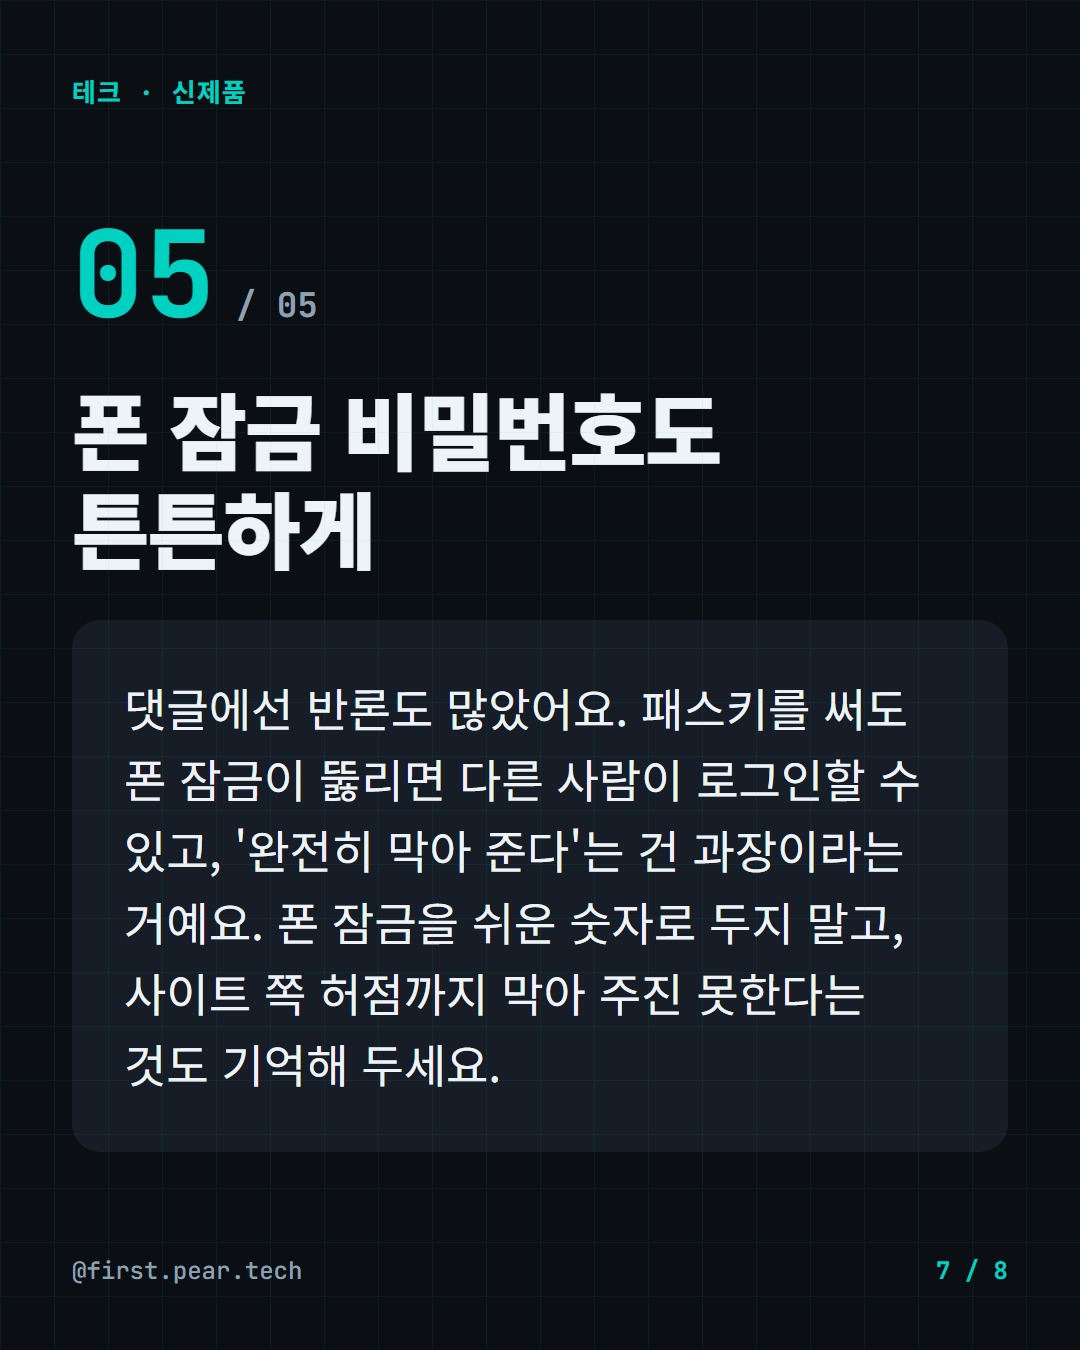 테크 · 신제품
05 / 05
폰 잠금 비밀번호도
튼튼하게
댓글에선 반론도 많았어요. 패스키를 써도
폰 잠금이 뚫리면 다른 사람이 로그인할 수
있고, '완전히 막아 준다'는 건 과장이라는
거예요. 폰 잠금을 쉬운 숫자로 두지 말고,
사이트 쪽 허점까지 막아 주진 못한다는
것도 기억해 두세요.
@first.pear.tech
7 / 8